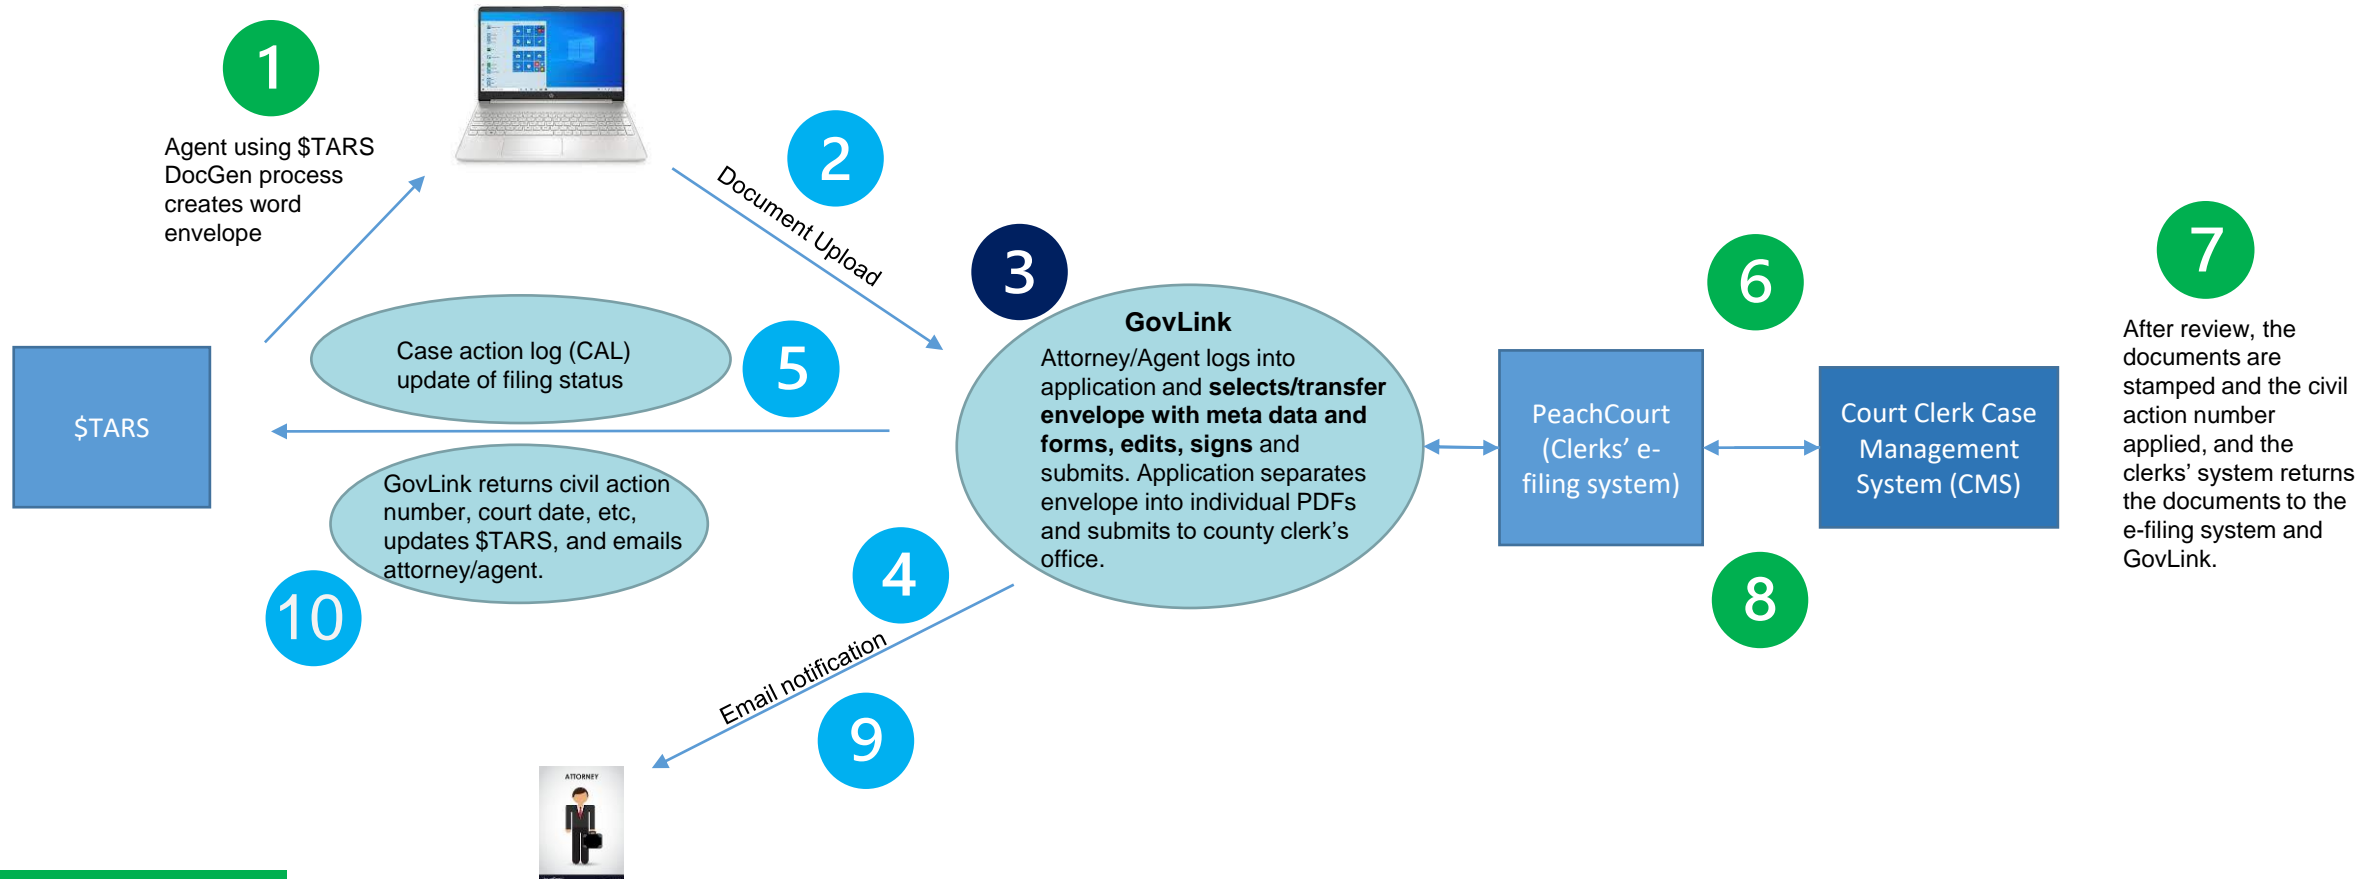 1
Agent using $TARS
DocGen process
creates word
envelope
2
Document Upload
3
GovLink
Attorney/Agent logs into
application and selects/transfer
envelope with meta data and
forms, edits, signs and
submits. Application separates
envelope into individual PDFs
and submits to county clerk’s
office.
4
Email notification
9
ATTORNEY
5
Case action log (CAL)
update of filing status
$TARS
GovLink returns civil action
number, court date, etc,
updates $TARS, and emails
attorney/agent.
10
6
PeachCourt
(Clerks’ e-
filing system)
Court Clerk Case
Management
System (CMS)
8
7
After review, the
documents are
stamped and the civil
action number
applied, and the
clerks’ system returns
the documents to the
e-filing system and
GovLink.